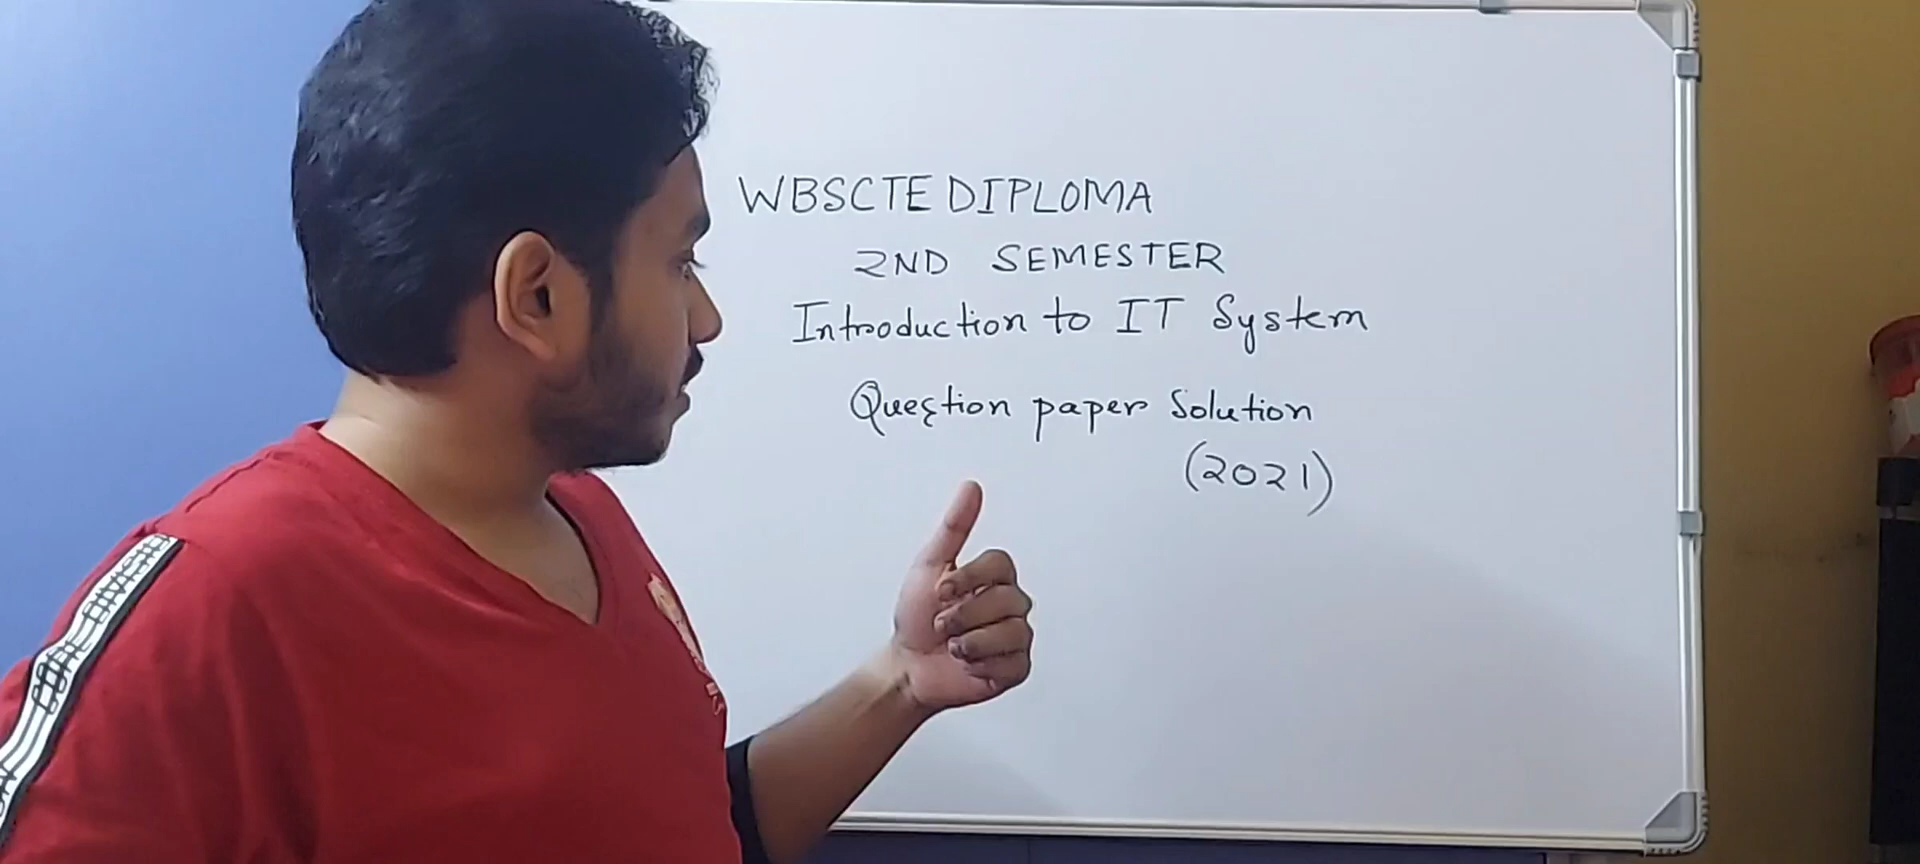 WBSCTE DIPLOMA
2ND SEMESTER
Introduction to IT System
Question paper Solution
(2021)